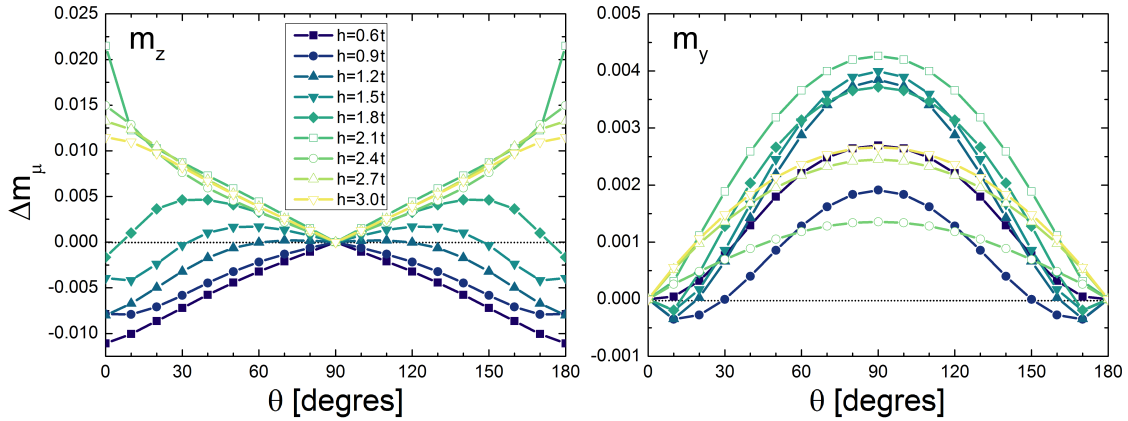 m_z
h=0.6t
h=0.9t
h=1.2t
h=1.5t
h=1.8t
h=2.1t
h=2.4t
h=2.7t
h=3.0t
0.025
0.020
0.015
0.010
0.005
0.000
-0.005
-0.010
Δm_μ
0 30 60 90 120 150 180
θ [degres]
m_y
0.005
0.004
0.003
0.002
0.001
0.000
-0.001
0 30 60 90 120 150 180
θ [degres]